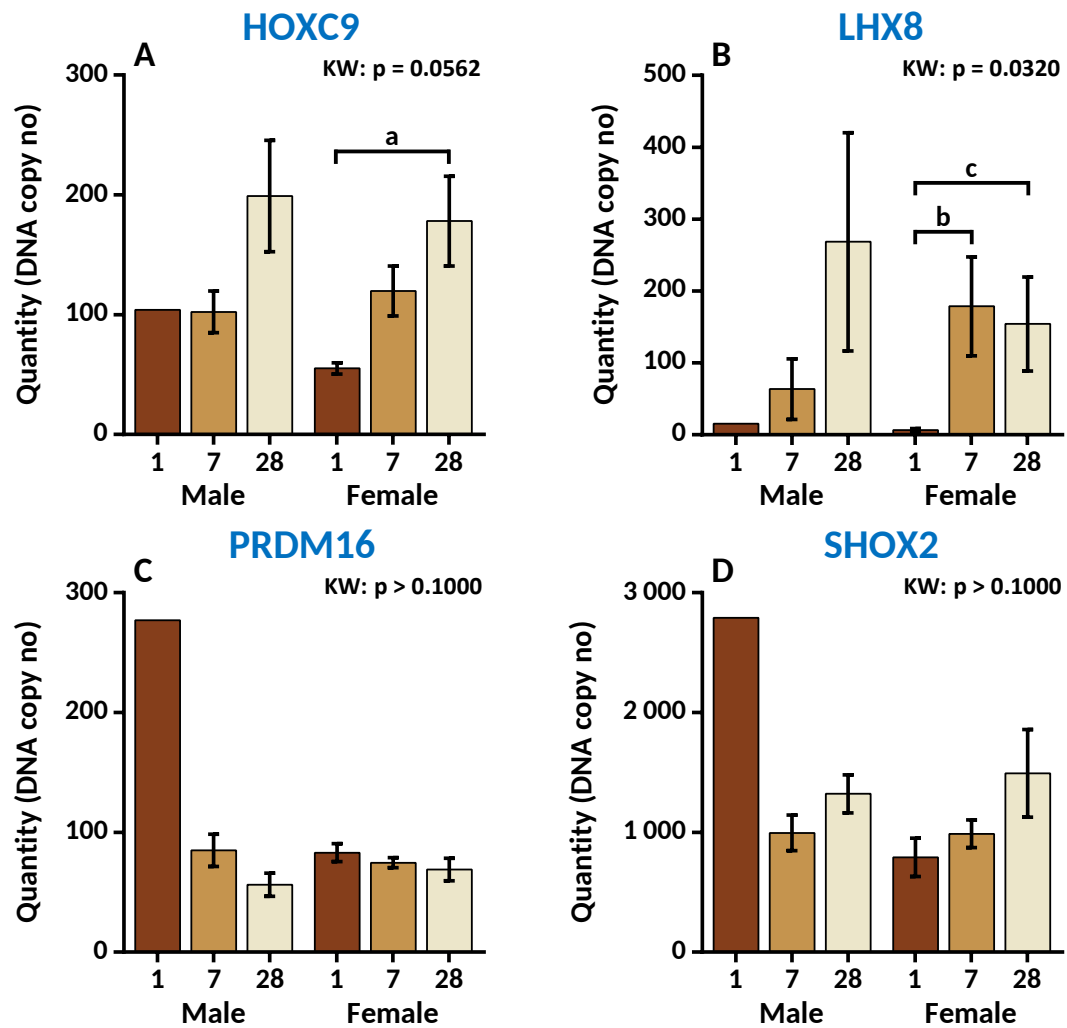 HOXC9
A
KW: p = 0.0562
Quantity (DNA copy no)
300
200
100
0
a
1 7 28 1 7 28
Male Female
LHX8
B
KW: p = 0.0320
Quantity (DNA copy no)
500
400
300
200
100
0
c
b
1 7 28 1 7 28
Male Female
PRDM16
C
KW: p > 0.1000
Quantity (DNA copy no)
300
200
100
0
1 7 28 1 7 28
Male Female
SHOX2
D
KW: p > 0.1000
Quantity (DNA copy no)
3 000
2 000
1 000
0
1 7 28 1 7 28
Male Female